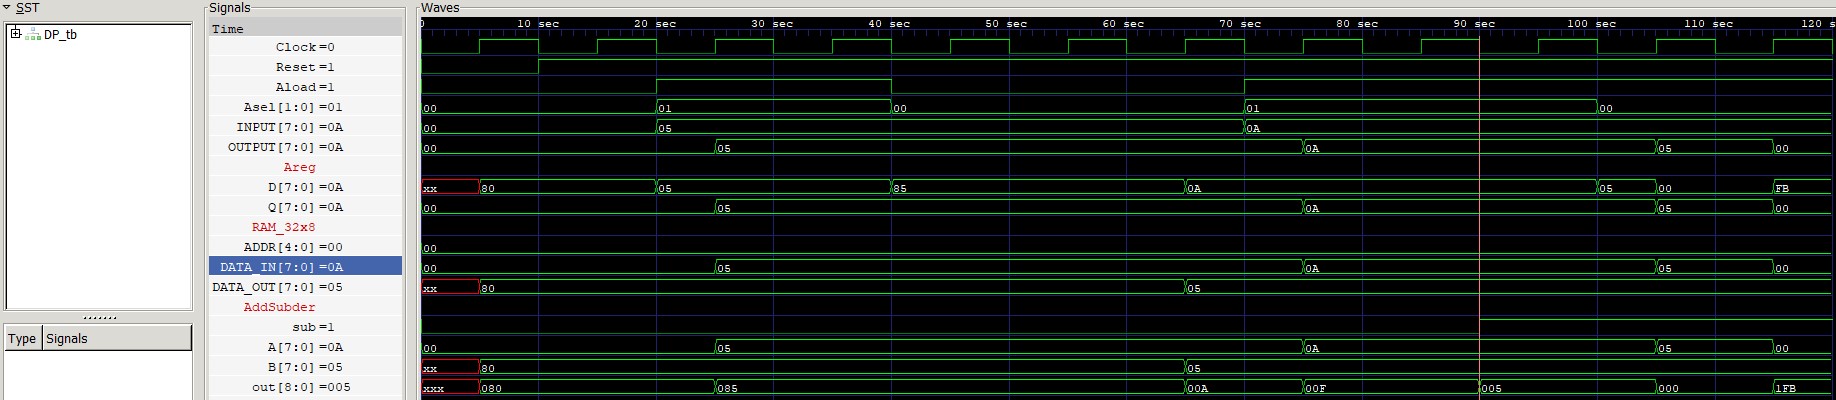 SST
DP_tb
Type Signals
Signals
Time
Clock=0
Reset=1
Aload=1
Asel[1:0]=01
INPUT[7:0]=0A
OUTPUT[7:0]=0A
Areg
D[7:0]=0A
Q[7:0]=0A
RAM_32x8
ADDR[4:0]=00
DATA_IN[7:0]=0A
DATA_OUT[7:0]=05
AddSubder
sub=1
A[7:0]=0A
B[7:0]=05
out[8:0]=005
Waves
0 10 sec 20 sec 30 sec 40 sec 50 sec 60 sec 70 sec 80 sec 90 sec 100 sec 110 sec 120 s
00 01 00 01 00
00 05 0A
00 05 0A 05 00
xx 80 05 85 0A 05 00 FB
00 05 0A 05 00
00
00 05 0A 05 00
xx 80 05
00 05 0A 05 00
xx 80 05
xxx 080 085 00A 00F 005 000 1FB